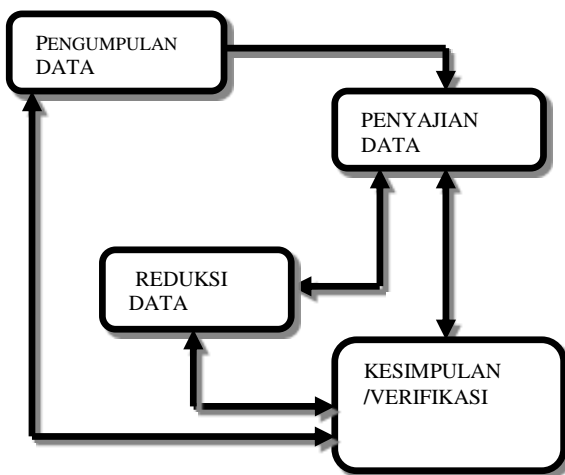 PENGUMPULAN
DATA
PENYAJIAN
DATA
REDUKSI
DATA
KESIMPULAN
/VERIFIKASI